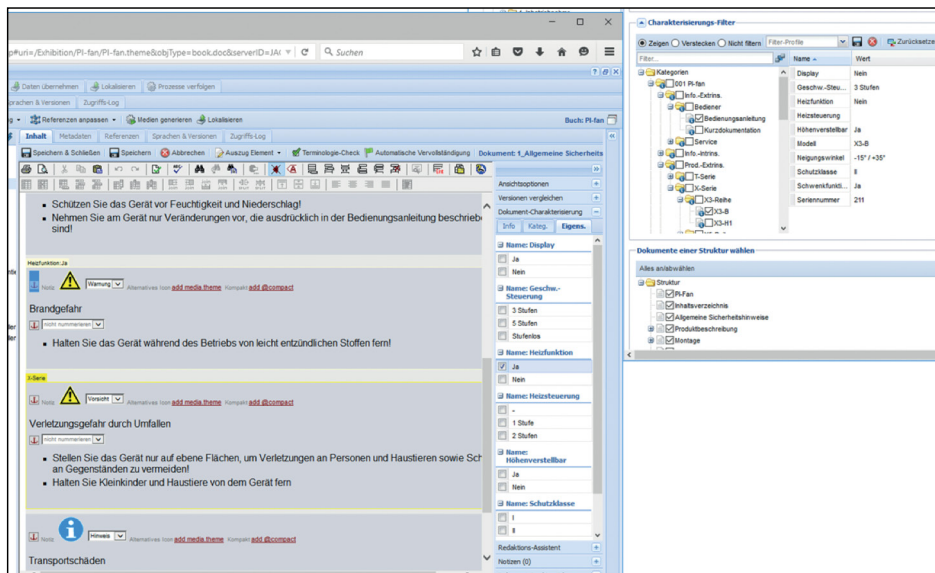 p#uri=/Exhibition/PI-fan/PI-fan.theme&objType=book.doc&serverID=JA(
Suchen
Daten übernehmen
Lokalisieren
Prozesse verfolgen
prachen & Versionen
Zugriffs-Log
Referenzen anpassen
Medien generieren
Lokalisieren
Buch: PI-fan
Inhalt
Metadaten
Referenzen
Sprachen & Versionen
Zugriffs-Log
Speichern & Schließen
Speichern
Abbrechen
Auszug Element
Terminologie-Check
Automatische Vervollständigung
Dokument: 1_Allgemeine Sicherheits
Schützen Sie das Gerät vor Feuchtigkeit und Niederschlag!
Nehmen Sie am Gerät nur Veränderungen vor, die ausdrücklich in der Bedienungsanleitung beschriebe
sind!
Heizfunktion:Ja
Note
Warnung
Alternatives Icon add media.theme Kompakt add @compact
Brandgefahr
nicht nummerieren
Halten Sie das Gerät während des Betriebs von leicht entzündlichen Stoffen fern!
X-Serie
Note
Vorsicht
Alternatives Icon add media.theme Kompakt add @compact
Verletzungsgefahr durch Umfallen
nicht nummerieren
Stellen Sie das Gerät nur auf ebene Flächen, um Verletzungen an Personen und Haustieren sowie Sch
an Gegenständen zu vermeiden!
Halten Sie Kleinkinder und Haustiere von dem Gerät fern
Note
Hinweis
Alternatives Icon add media.theme Kompakt add @compact
Transportschäden
Ansichtoptionen
Versionen vergleichen
Dokument-Charakterisierung
Info
Kateg.
Eigens.
Name: Display
Ja
Nein
Name: Geschw.-
Steuerung
3 Stufen
5 Stufen
Stufenlos
Name: Heizfunktion
Ja
Nein
Name: Heizsteuerung
-
1 Stufe
2 Stufen
Name:
Höhenverstellbar
Ja
Nein
Name: Schutzklasse
I
II
Redaktions-Assistent
Notizen (0)
Charakterisierungs-Filter
Zeigen
Verstecken
Nicht filtern
Filter-Profile
Zurücksetze
Filter...
Kategorien
001 PI-fan
Info.-Extrins.
Bediener
Bedienungsanleitung
Kurzdokumentation
Service
Info.-Intrins.
Prod.-Extrins.
T-Serie
X-Serie
X3-Reihe
X3-B
X3-H1
Name
Wert
Display
Nein
Geschw.-Steu...
3 Stufen
Heizfunktion
Nein
Heizsteuerung
Höhenverstellbar
Ja
Modell
X3-B
Neigungswinkel
-15° / +35°
Schutzklasse
II
Schwenkfunkti...
Ja
Seriennummer
211
Dokumente einer Struktur wählen
Alles an/abwählen
Struktur
PI-Fan
Inhaltsverzeichnis
Allgemeine Sicherheitshinweise
Produktbeschreibung
Montage